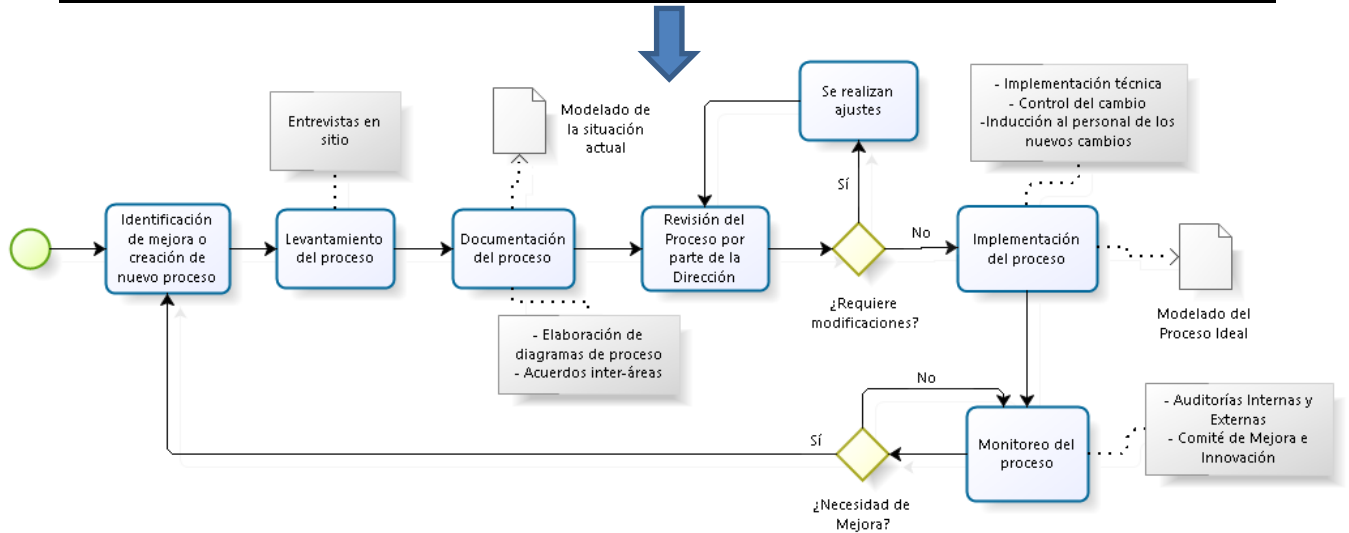 Identificación
de mejora o
creación de
nuevo proceso
Entrevistas en
sitio
Levantamiento
del proceso
Modelado de
la situación
actual
Documentación
del proceso
- Elaboración de
diagramas de proceso
- Acuerdos inter-áreas
Revisión del
Proceso por
parte de la
Dirección
Se realizan
ajustes
Sí
No
¿Requiere
modificaciones?
- Implementación técnica
- Control del cambio
-Inducción al personal de los
nuevos cambios
Implementación
del proceso
Modelado del
Proceso Ideal
- Auditorías Internas y
Externas
- Comité de Mejora e
Innovación
Monitoreo del
proceso
No
Sí
¿Necesidad de
Mejora?